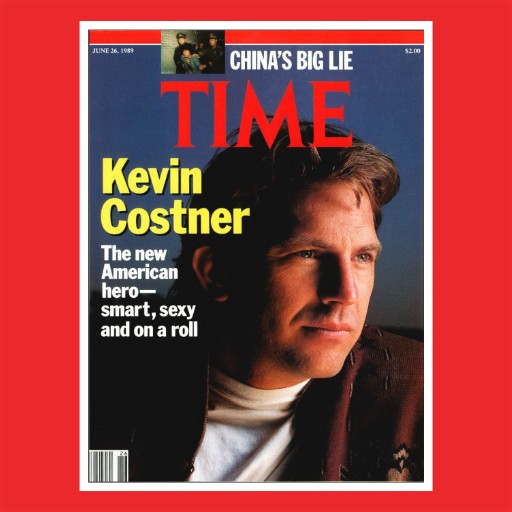 JUNE 26, 1989
CHINA'S BIG LIE
$2.00
TIME
Kevin
Costner
The new
American
hero—
smart, sexy
and on a roll
26